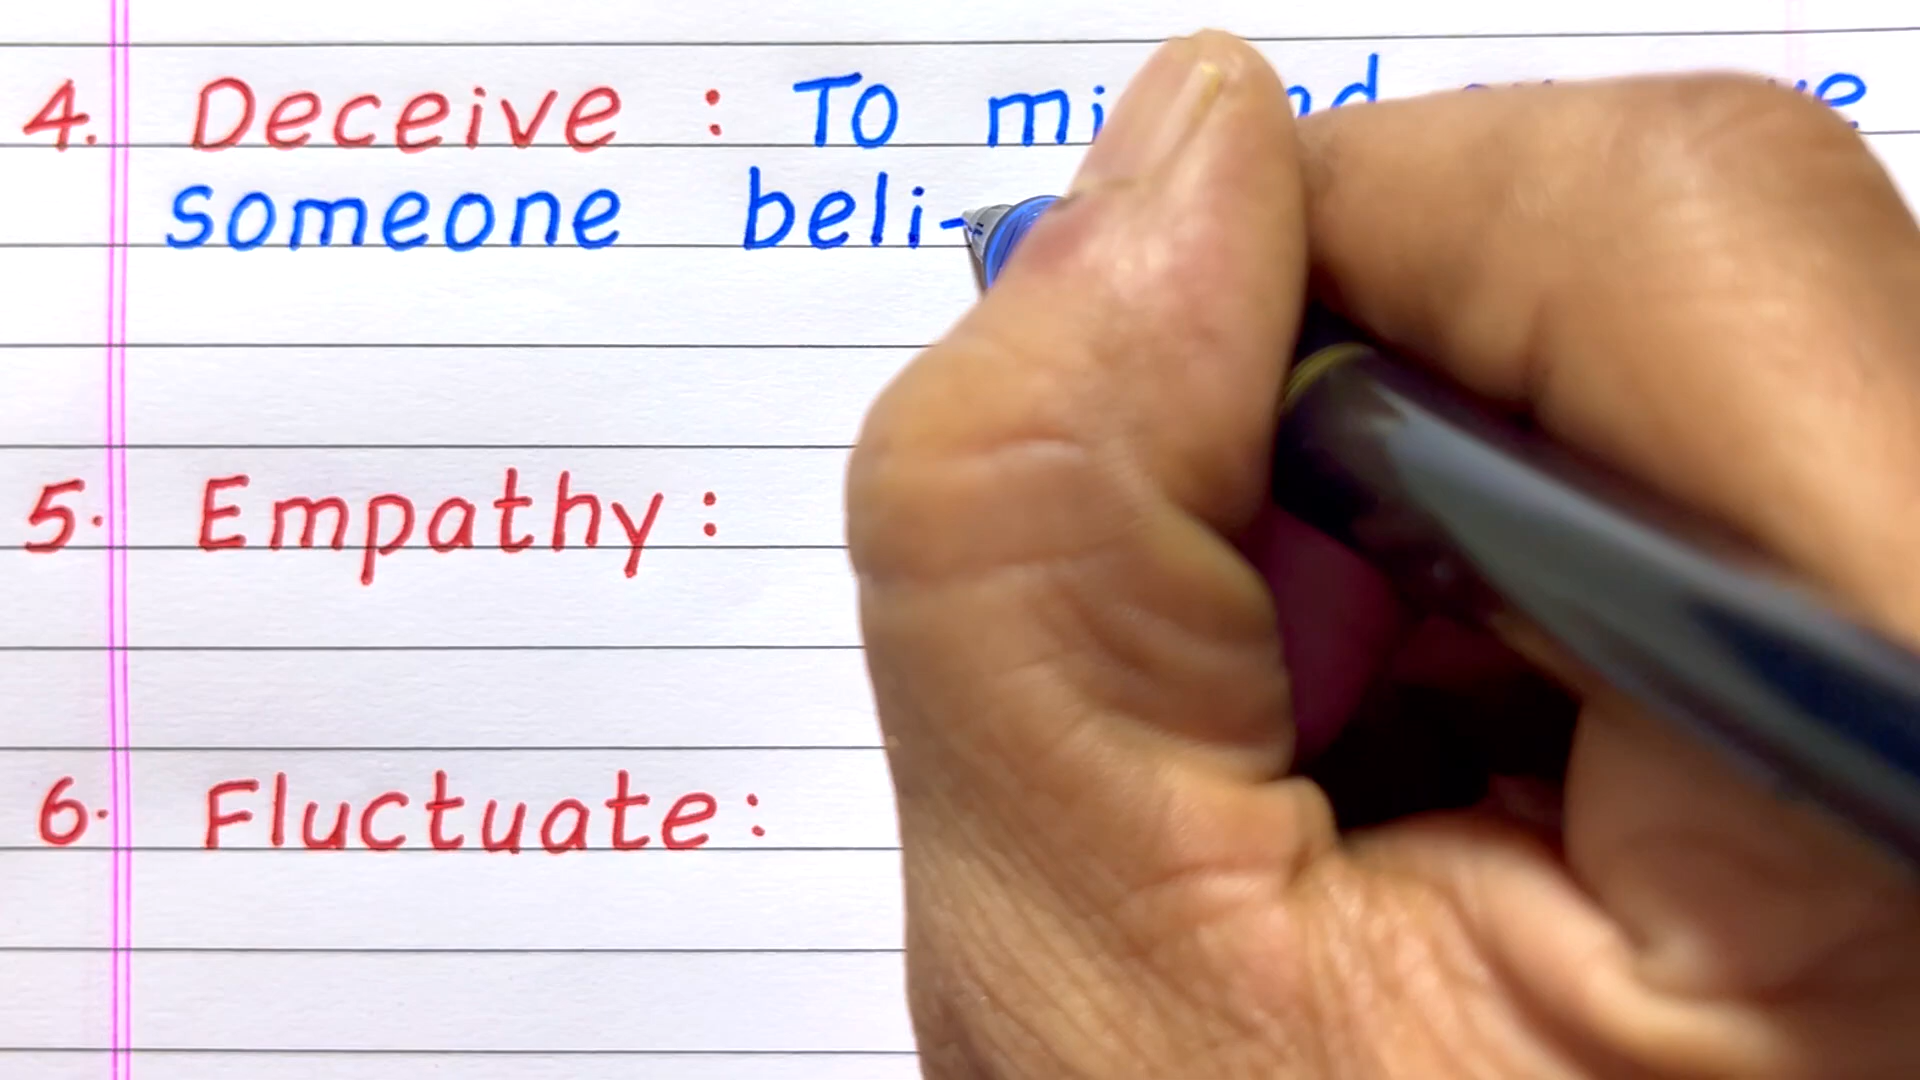 4. Deceive : To
someone
5. Empathy :
6. Fluctuate :